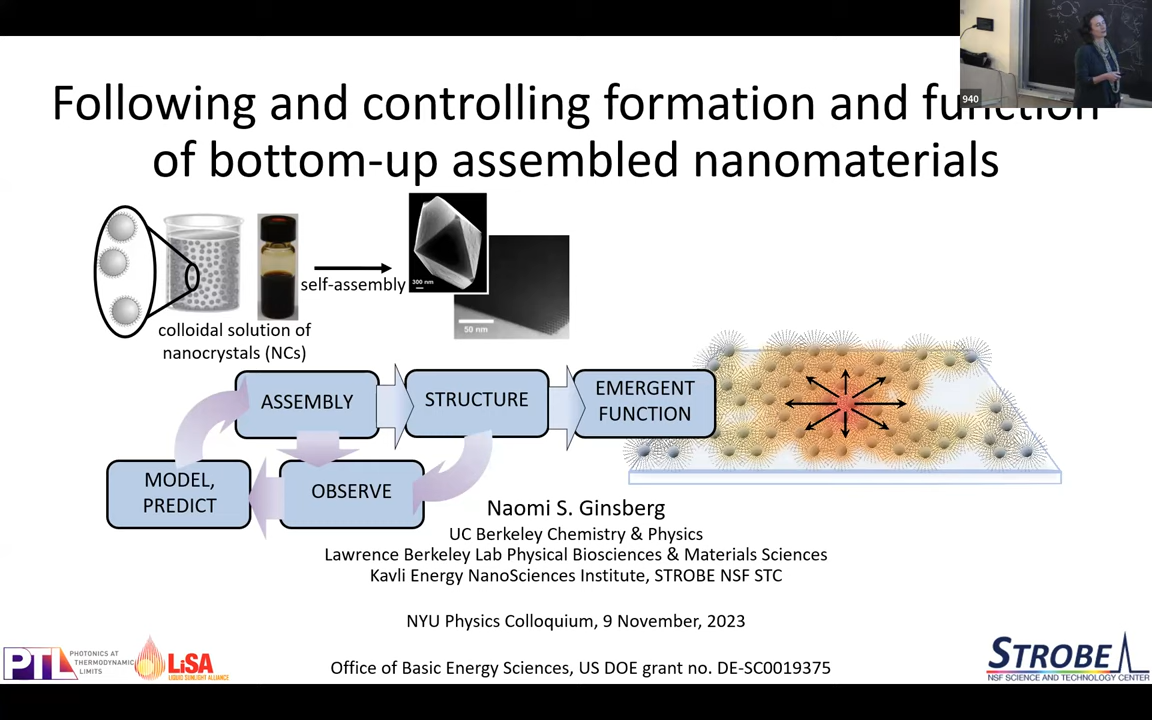 940
Following and controlling formation and function
of bottom-up assembled nanomaterials
self-assembly
300 nm
50 nm
colloidal solution of
nanocrystals (NCs)
ASSEMBLY
STRUCTURE
EMERGENT
FUNCTION
MODEL,
PREDICT
OBSERVE
Naomi S. Ginsberg
UC Berkeley Chemistry & Physics
Lawrence Berkeley Lab Physical Biosciences & Materials Sciences
Kavli Energy NanoSciences Institute, STROBE NSF STC
NYU Physics Colloquium, 9 November, 2023
Office of Basic Energy Sciences, US DOE grant no. DE-SC0019375
PTL
PHOTONICS AT
THERMODYNAMIC
LIMITS
LiSA
LIQUID SUNLIGHT ALLIANCE
STROBE
NSF SCIENCE AND TECHNOLOGY CENTER